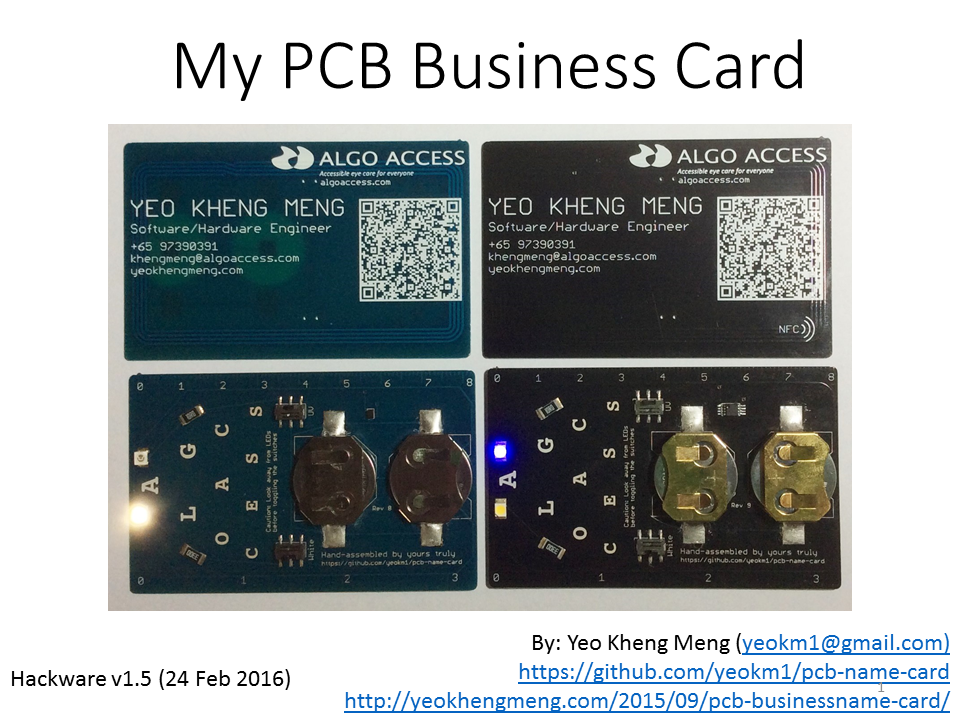 My PCB Business Card
ALGO ACCESS
Accessible eye care for everyone
algoaccess.com
YEO KHENG MENG
Software/Hardware Engineer
+65 97390391
khengmeng@algoaccess.com
yeokhengmeng.com
ALGO ACCESS
Accessible eye care for everyone
algoaccess.com
YEO KHENG MENG
Software/Hardware Engineer
+65 97390391
khengmeng@algoaccess.com
yeokhengmeng.com
NFC
0 1 2 3 4 5 6 7 8
UV
ALGO ACCESS
Caution: Look away from LEDs
before toggling the switches
Rev 8
White
Hand-assembled by yours truly
https://github.com/yeokm1/pcb-name-card
0 1 2 3
0 1 2 3 4 5 6 7 8
UV
ALGO ACCESS
Caution: Look away from LEDs
before toggling the switches
Rev 9
White
Hand-assembled by yours truly
https://github.com/yeokm1/pcb-name-card
0 1 2 3
By: Yeo Kheng Meng (yeokm1@gmail.com)
https://github.com/yeokm1/pcb-name-card
Hackware v1.5 (24 Feb 2016)
1
http://yeokhengmeng.com/2015/09/pcb-businessname-card/